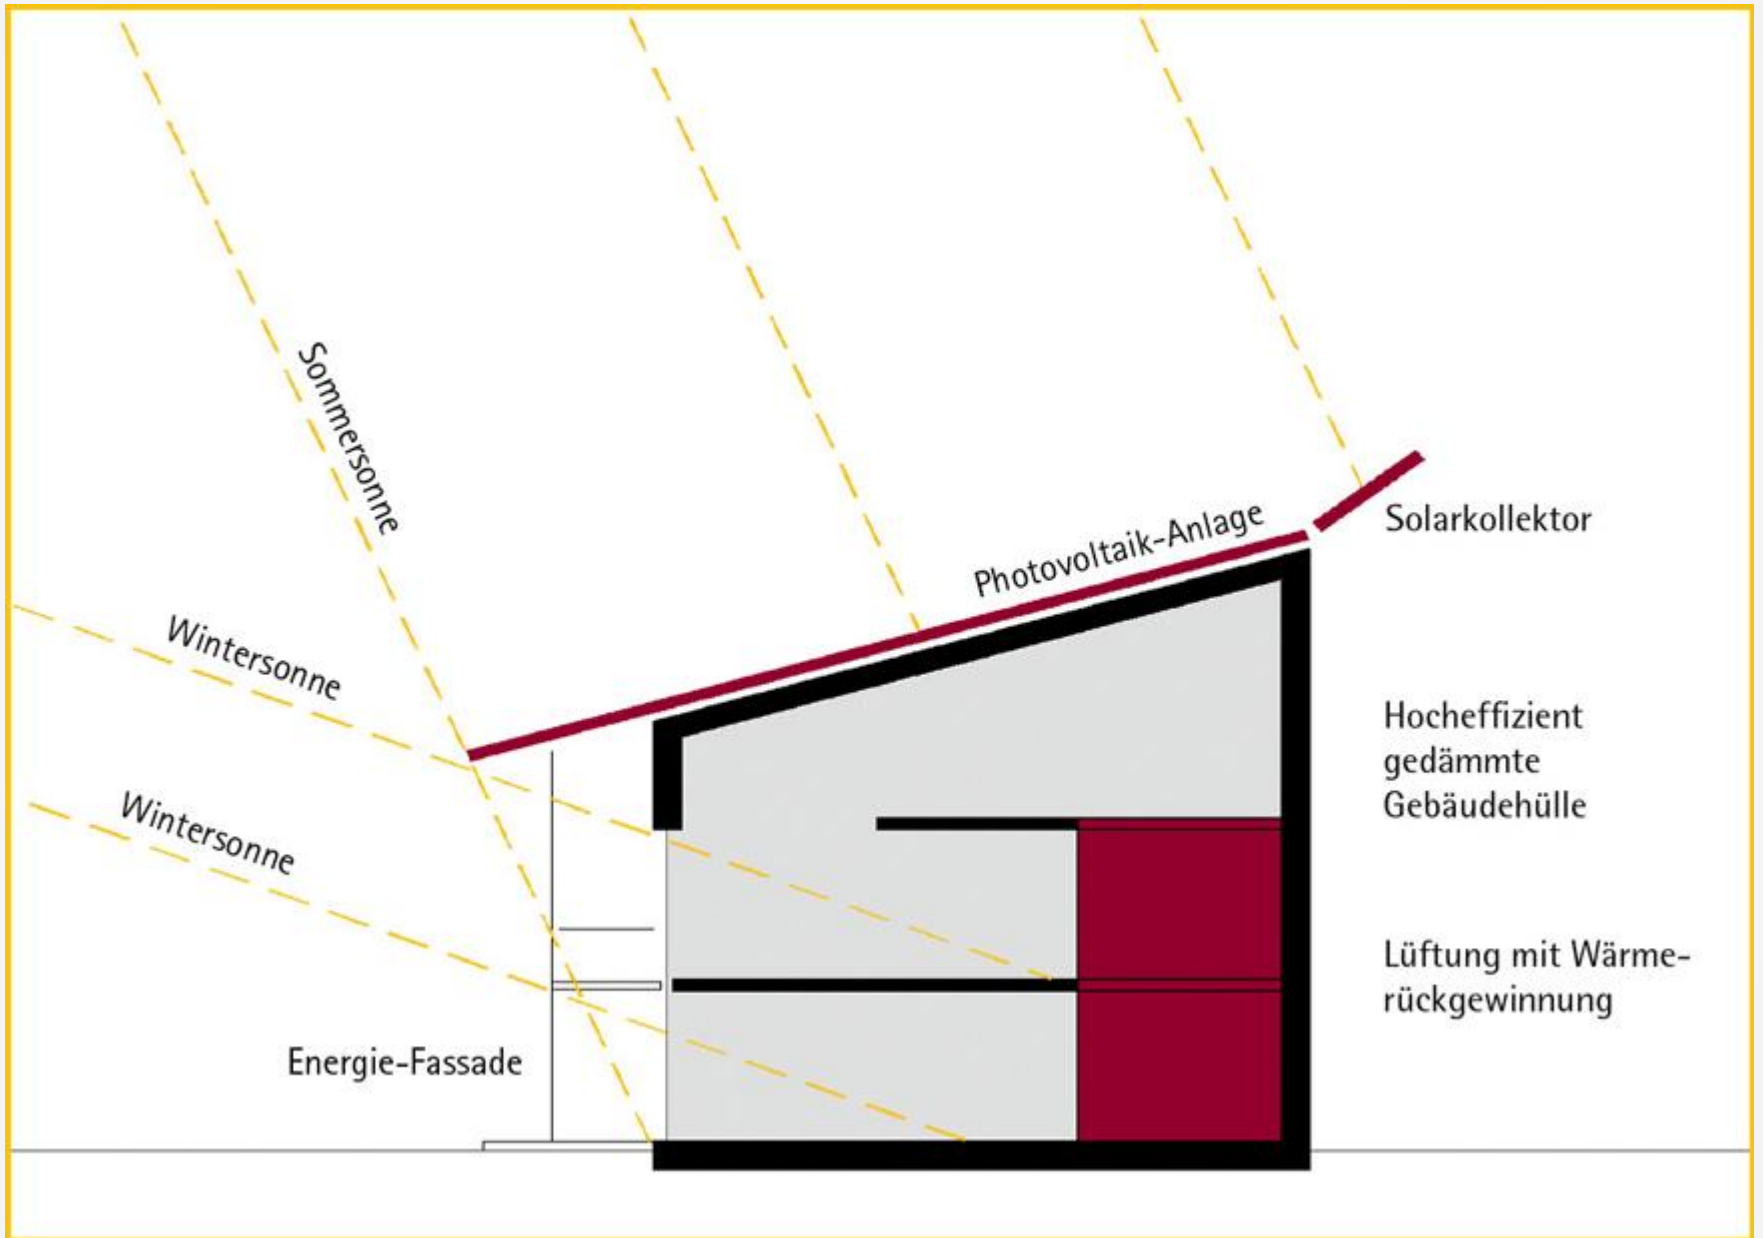 Sommersonne
Photovoltaik-Anlage
Solarkollektor
Wintersonne
Wintersonne
Hocheffizient
gedämmte
Gebäudehülle
Lüftung mit Wärme-
rückgewinnung
Energie-Fassade